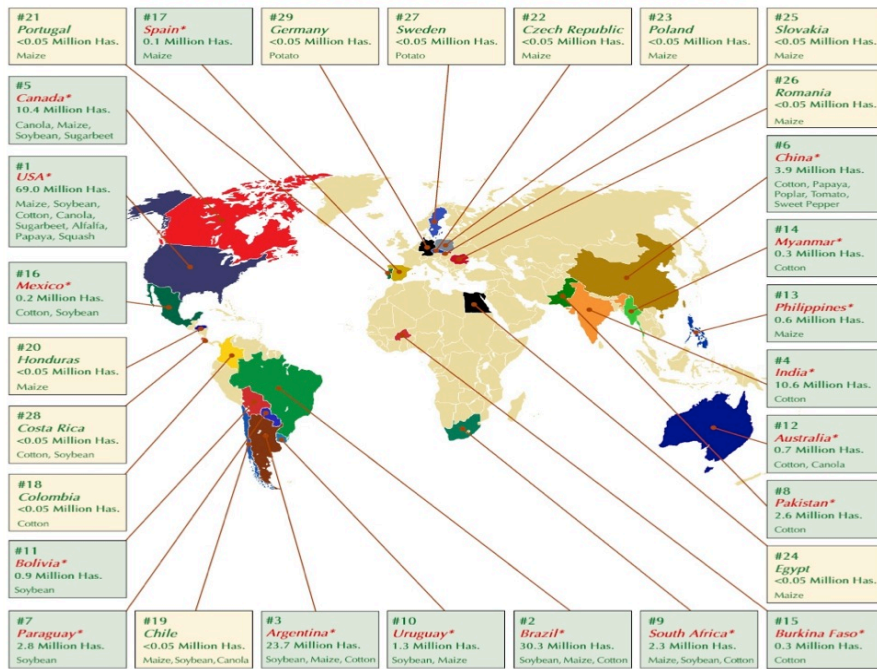 #21
Portugal
<0.05 Million Has.
Maize
#17
Spain*
0.1 Million Has.
Maize
#29
Germany
<0.05 Million Has.
Potato
#27
Sweden
<0.05 Million Has.
Potato
#22
Czech Republic
<0.05 Million Has.
Maize
#23
Poland
<0.05 Million Has.
Maize
#25
Slovakia
<0.05 Million Has.
Maize
#5
Canada*
10.4 Million Has.
Canola, Maize,
Soybean, Sugarbeet
#26
Romania
<0.05 Million Has.
Maize
#1
USA*
69.0 Million Has.
Maize, Soybean,
Cotton, Canola,
Sugarbeet, Alfalfa,
Papaya, Squash
#6
China*
3.9 Million Has.
Cotton, Papaya,
Poplar, Tomato,
Sweet Pepper
#14
Myanmar*
0.3 Million Has.
Cotton
#16
Mexico*
0.2 Million Has.
Cotton, Soybean
#13
Philippines*
0.6 Million Has.
Maize
#20
Honduras
<0.05 Million Has.
Maize
#4
India*
10.6 Million Has.
Cotton
#28
Costa Rica
<0.05 Million Has.
Cotton, Soybean
#12
Australia*
0.7 Million Has.
Cotton, Canola
#18
Colombia
<0.05 Million Has.
Cotton
#8
Pakistan*
2.6 Million Has.
Cotton
#11
Bolivia*
0.9 Million Has.
Soybean
#24
Egypt
<0.05 Million Has.
Maize
#7
Paraguay*
2.8 Million Has.
Soybean
#19
Chile
<0.05 Million Has.
Maize, Soybean, Canola
#3
Argentina*
23.7 Million Has.
Soybean, Maize, Cotton
#10
Uruguay*
1.3 Million Has.
Soybean, Maize
#2
Brazil*
30.3 Million Has.
Soybean, Maize, Cotton
#9
South Africa*
2.3 Million Has.
Maize, Soybean, Cotton
#15
Burkina Faso*
0.3 Million Has.
Cotton